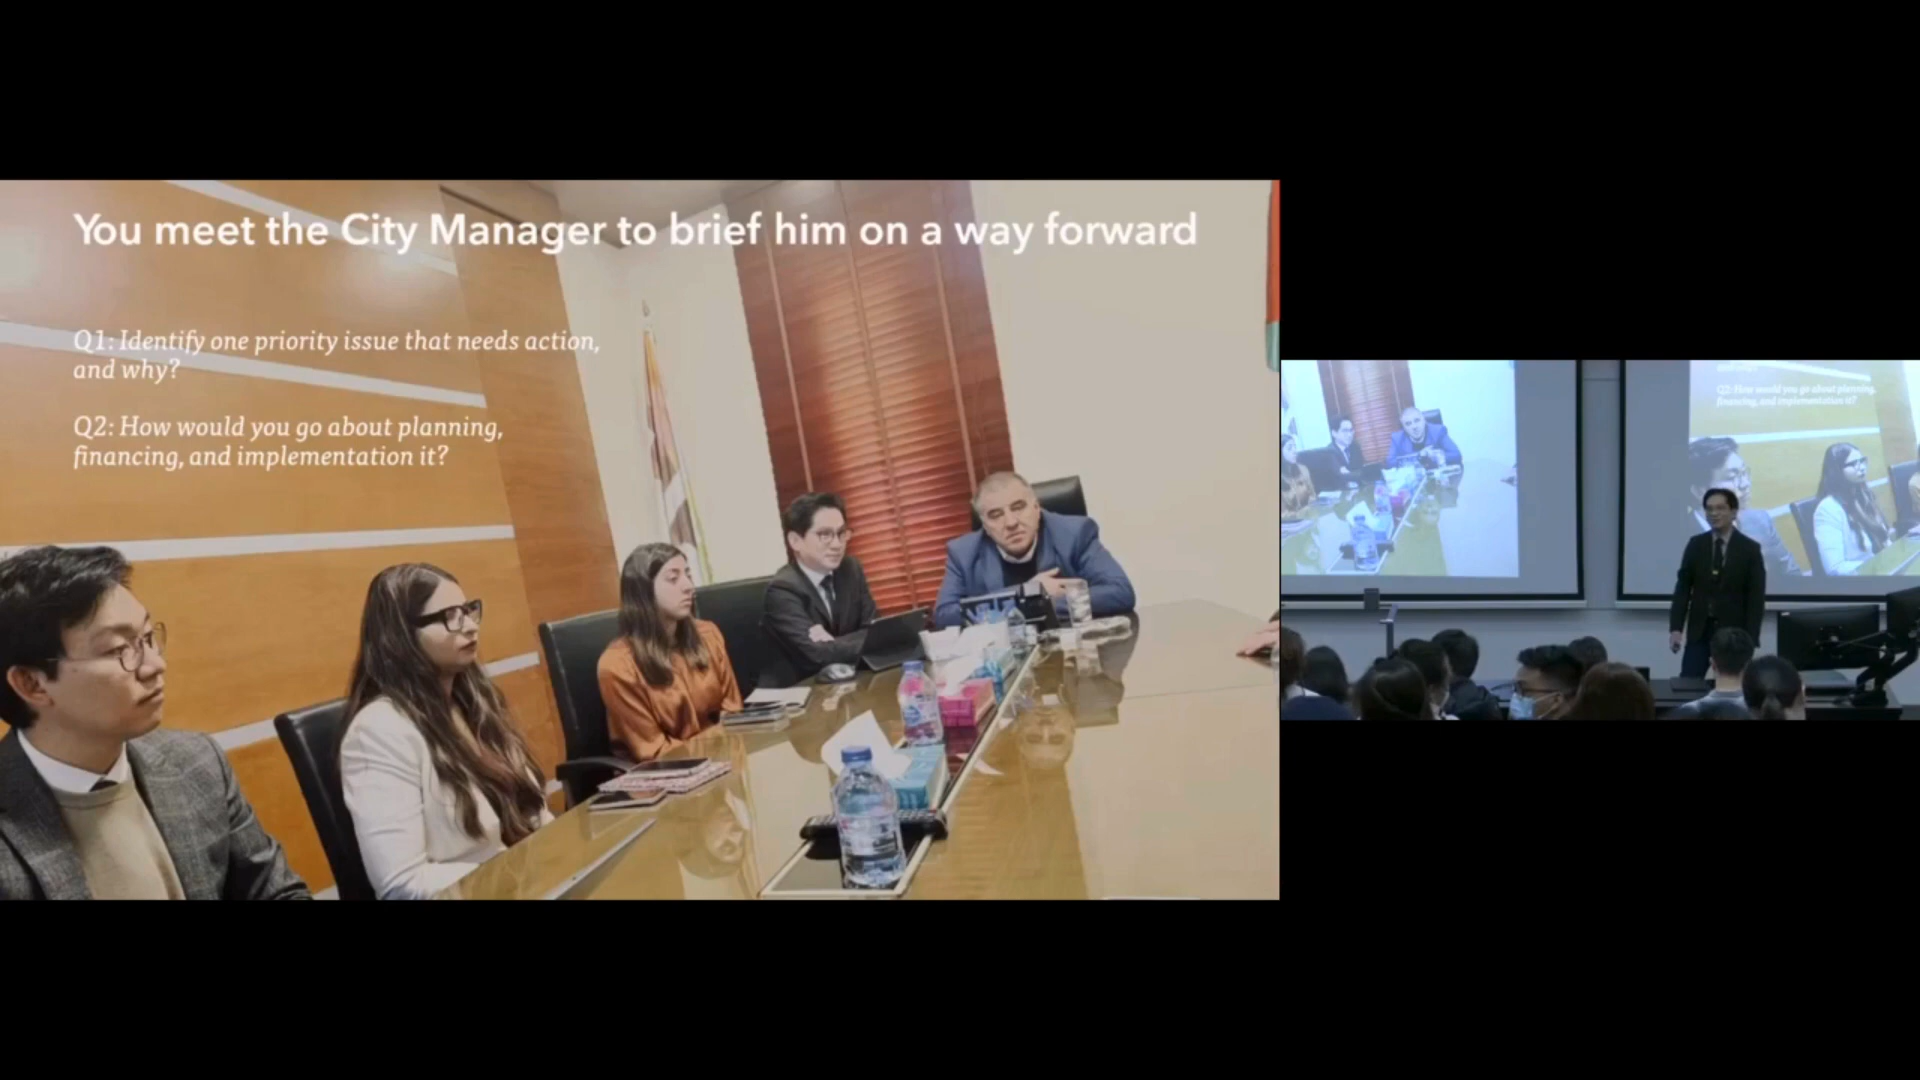 You meet the City Manager to brief him on a way forward
Q1: Identify one priority issue that needs action,
and why?
Q2: How would you go about planning,
financing, and implementation it?
Q2: How would you go about planning,
financing, and implementation it?